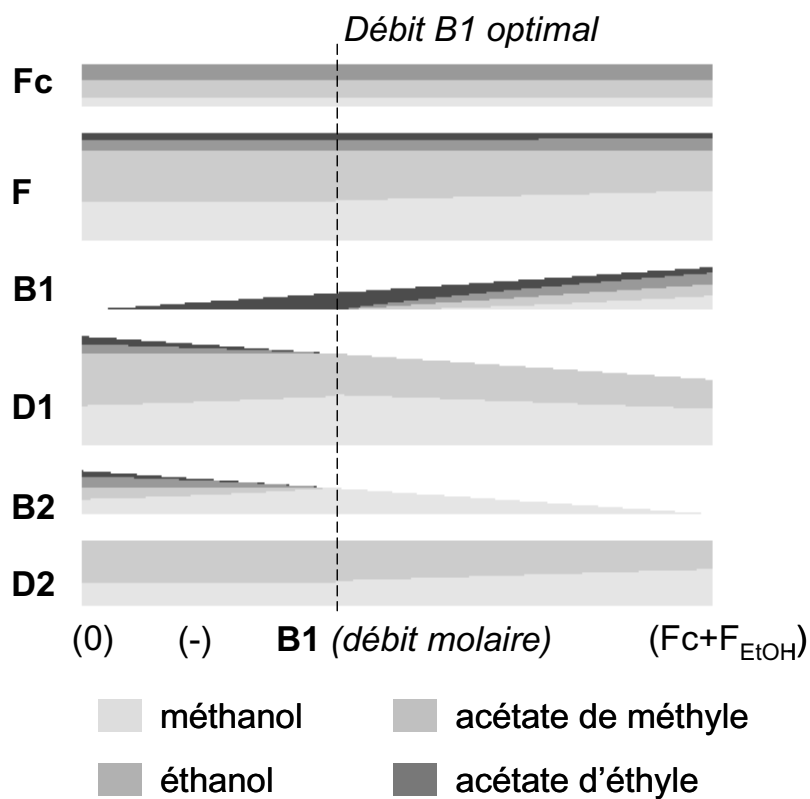 Débit B1 optimal
Fc
F
B1
D1
B2
D2
(0) (-) B1 (débit molaire) (Fc+F_EtOH)
méthanol acétate de méthyle
éthanol acétate d'éthyle